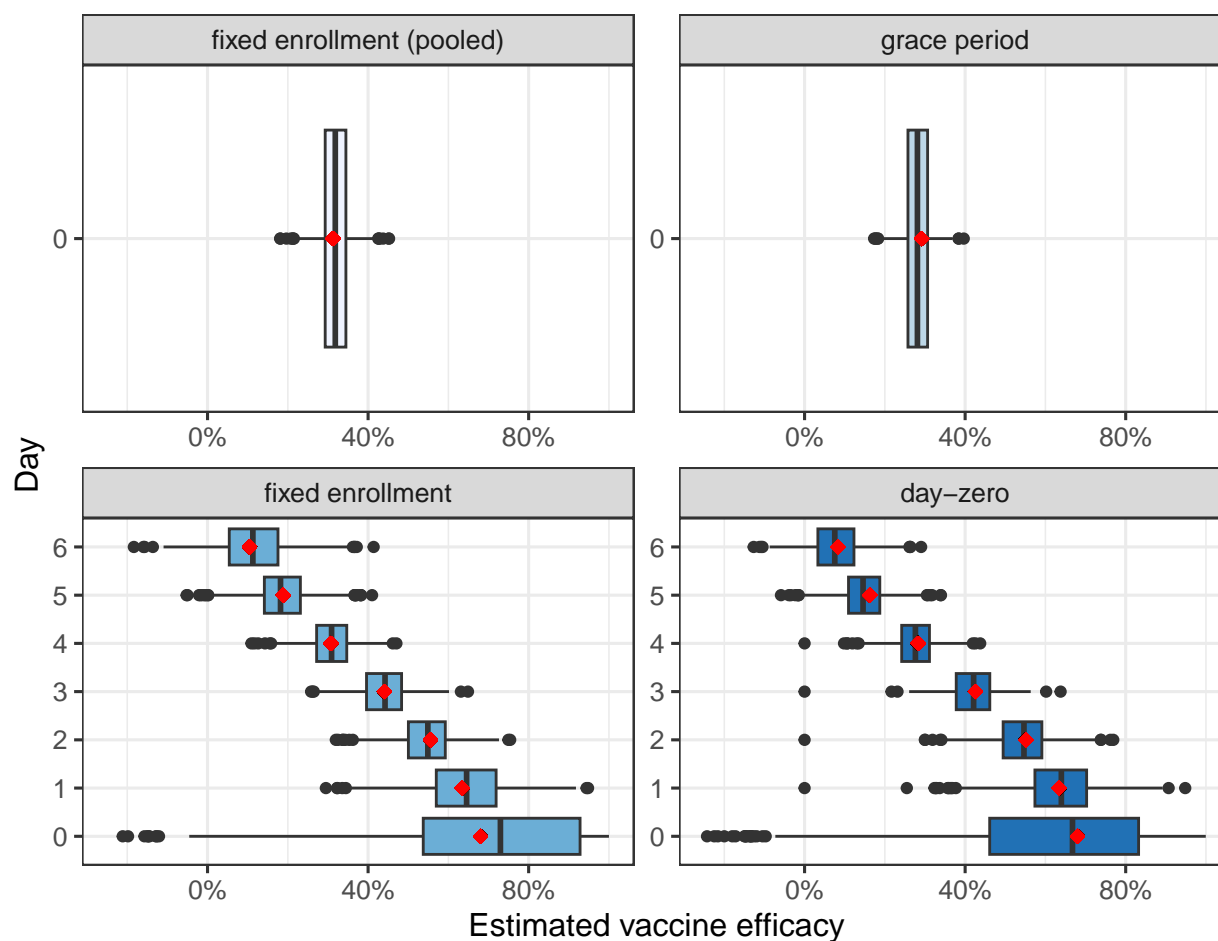 fixed enrollment (pooled)
grace period
0
0
0% 40% 80%
0% 40% 80%
Day
fixed enrollment
day−zero
6
5
4
3
2
1
0
6
5
4
3
2
1
0
0% 40% 80%
0% 40% 80%
Estimated vaccine efficacy